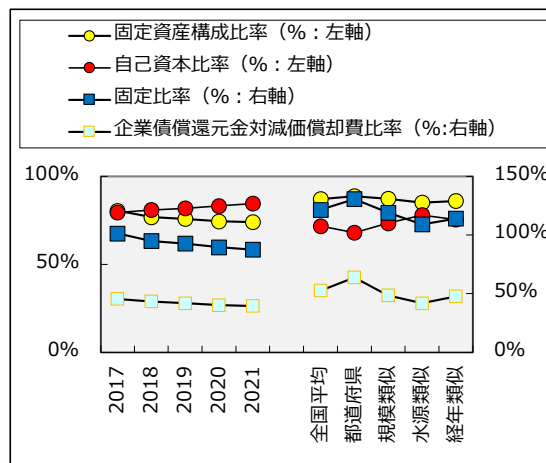 固定資産構成比率（%：左軸）
自己資本比率（%：左軸）
固定比率（%：右軸）
企業債償還元金対減価償却費比率（%:右軸）
100%
50%
0%
150%
100%
50%
0%
2017
2018
2019
2020
2021
全国平均
都道府県
規模類似
水源類似
経年類似